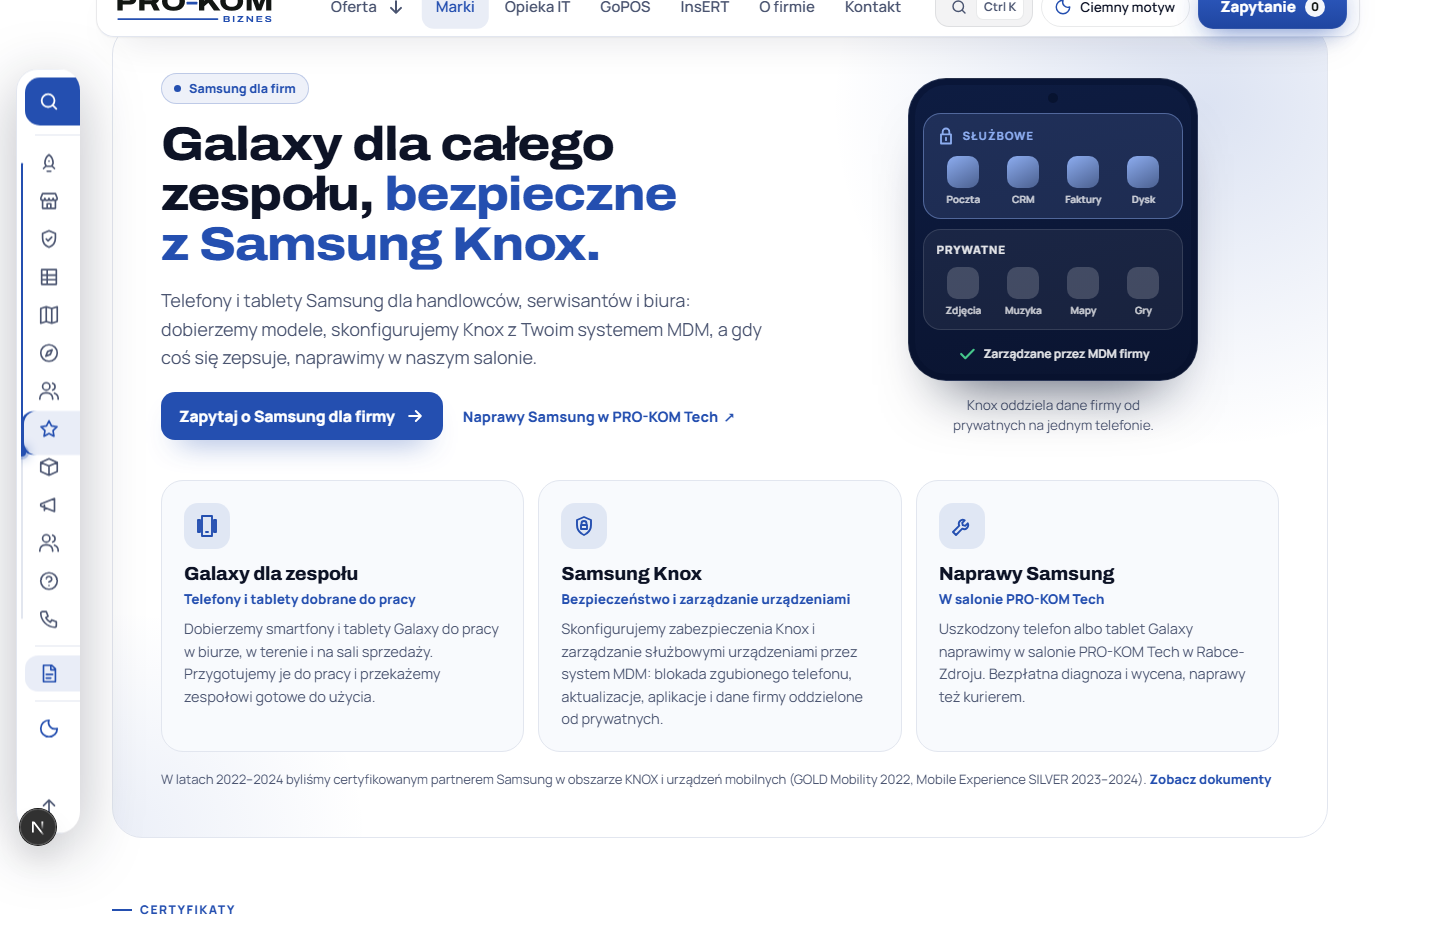 PRO-KOM
BIZNES
Oferta
Marki
Opieka IT
GoPOS
InsERT
O firmie
Kontakt
Ctrl K
Ciemny motyw
Zapytanie 0
Samsung dla firm
Galaxy dla całego
zespołu, bezpieczne
z Samsung Knox.
Telefony i tablety Samsung dla handlowców, serwisantów i biura:
dobierzemy modele, skonfigurujemy Knox z Twoim systemem MDM, a gdy
coś się zepsuje, naprawimy w naszym salonie.
Zapytaj o Samsung dla firmy →
Naprawy Samsung w PRO-KOM Tech ↗
SŁUŻBOWE
Poczta
CRM
Faktury
Dysk
PRYWATNE
Zdjęcia
Muzyka
Mapy
Gry
Zarządzane przez MDM firmy
Knox oddziela dane firmy od
prywatnych na jednym telefonie.
Galaxy dla zespołu
Telefony i tablety dobrane do pracy
Dobierzemy smartfony i tablety Galaxy do pracy
w biurze, w terenie i na sali sprzedaży.
Przygotujemy je do pracy i przekażemy
zespołowi gotowe do użycia.
Samsung Knox
Bezpieczeństwo i zarządzanie urządzeniami
Skonfigurujemy zabezpieczenia Knox i
zarządzanie służbowymi urządzeniami przez
system MDM: blokada zgubionego telefonu,
aktualizacje, aplikacje i dane firmy oddzielone
od prywatnych.
Naprawy Samsung
W salonie PRO-KOM Tech
Uszkodzony telefon albo tablet Galaxy
naprawimy w salonie PRO-KOM Tech w Rabce-
Zdroju. Bezpłatna diagnoza i wycena, naprawy
też kurierem.
W latach 2022–2024 byliśmy certyfikowanym partnerem Samsung w obszarze KNOX i urządzeń mobilnych (GOLD Mobility 2022, Mobile Experience SILVER 2023–2024). Zobacz dokumenty
N
CERTYFIKATY